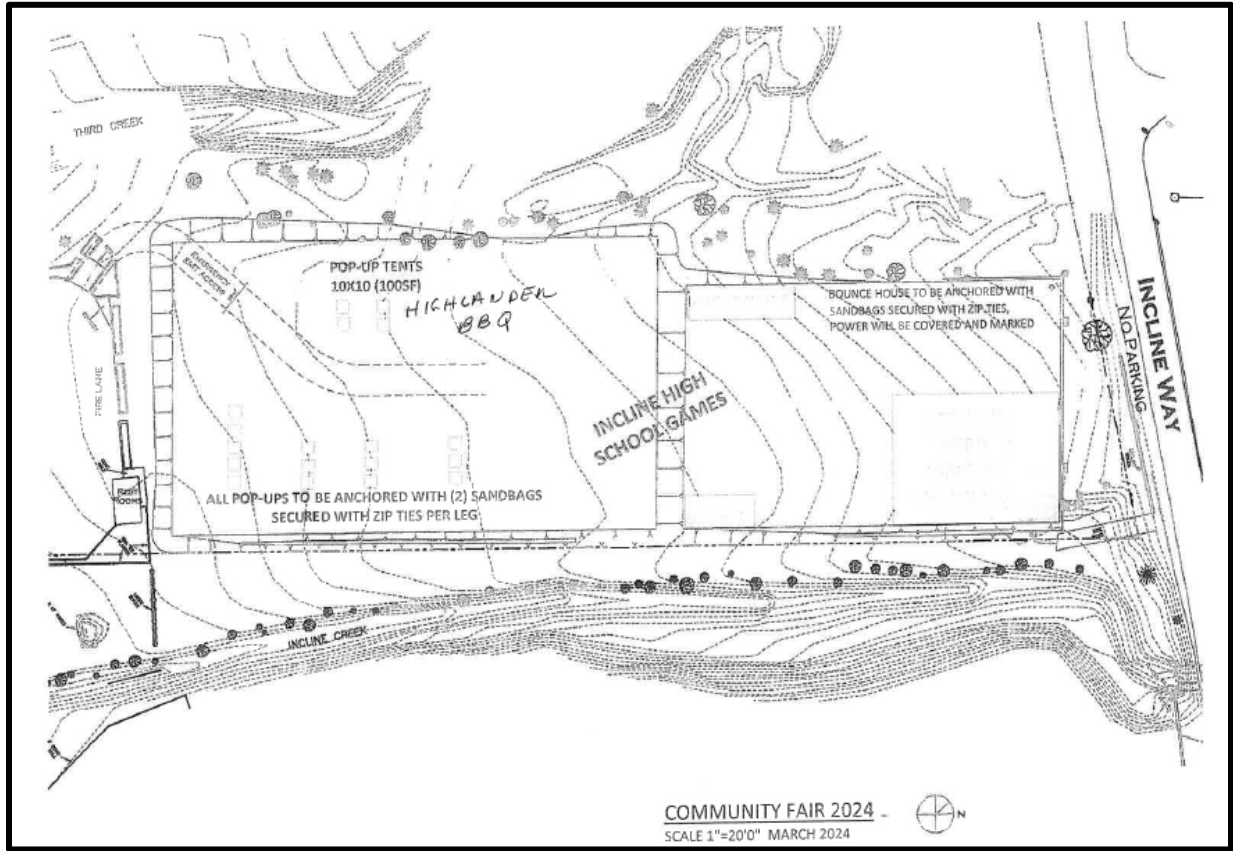 THIRD CREEK
EMERGENCY
EXIT ACCESS
POP-UP TENTS
10X10 (100SF)
HIGHLANDER
BBQ
BOUNCE HOUSE TO BE ANCHORED WITH
SANDBAGS SECURED WITH ZIP TIES,
POWER WILL BE COVERED AND MARKED
INCLINE WAY
NO PARKING
FIRE LANE
INCLINE HIGH
SCHOOL GAMES
REST
ROOMS
ALL POP-UPS TO BE ANCHORED WITH (2) SANDBAGS
SECURED WITH ZIP TIES PER LEG
INCLINE CREEK
COMMUNITY FAIR 2024 -
N
SCALE 1"=20'0" MARCH 2024